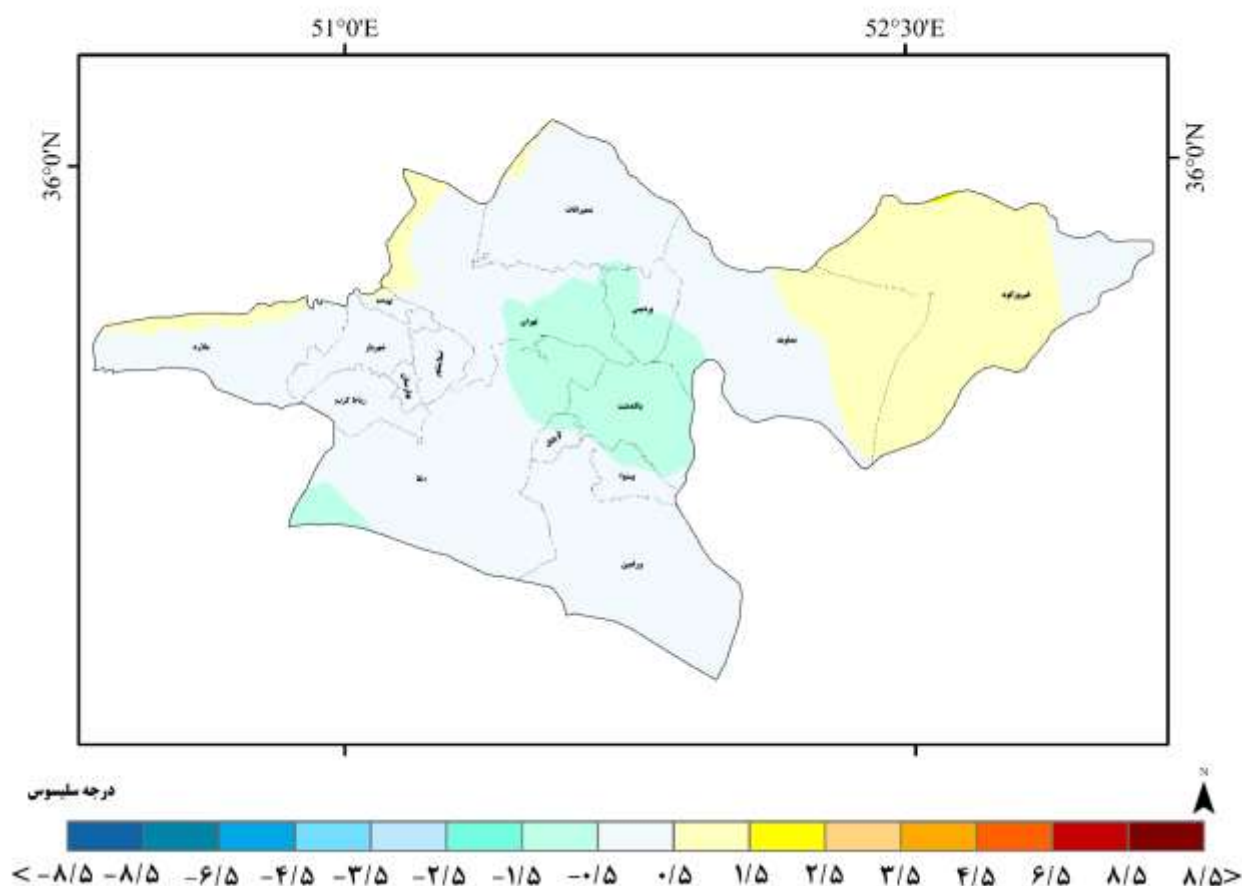 51°0'E 52°30'E
36°0'N 36°0'N
شمیرانات
فیروزکوه
پردیس
تهران
دماوند
ملارد
شهریار
رباط کریم
پاکدشت
ری
پیشوا
ورامین
درجه سلیسوس
N
< -۸/۵ -۸/۵ -۶/۵ -۴/۵ -۳/۵ -۲/۵ -۱/۵ -۰/۵ ۰/۵ ۱/۵ ۲/۵ ۳/۵ ۴/۵ ۶/۵ ۸/۵ ۸/۵<